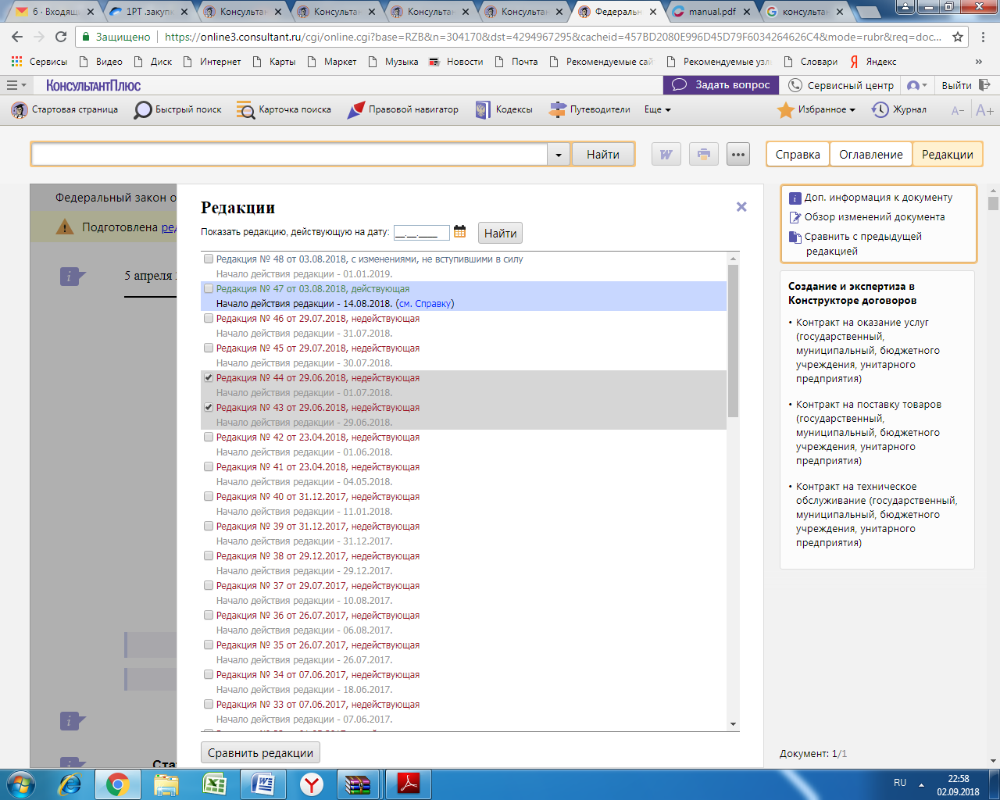 6 · Входящ
1РТ .закупк
Консультан
Консультан
Консультан
Консультан
Федеральн
manual.pdf
консультан
Защищено
https://online3.consultant.ru/cgi/online.cgi?base=RZB&n=304170&dst=4294967295&cacheid=457BD2080E996D45D79F6034264626C4&mode=rubr&req=doc...
Сервисы
Видео
Диск
Интернет
Карты
Маркет
Музыка
Новости
Почта
Рекомендуемые сай
Рекомендуемые узл
Словари
Яндекс
»
КонсультантПлюс
Задать вопрос
Сервисный центр
Выйти
Стартовая страница
Быстрый поиск
Карточка поиска
Правовой навигатор
Кодексы
Путеводители
Еще
Избранное
Журнал
A−
A+
Найти
W
Справка
Оглавление
Редакции
Федеральный закон о
Подготовлена ред
5 апреля
Ста
Редакции
Показать редакцию, действующую на дату: __.__.____
Найти
Редакция № 48 от 03.08.2018, с изменениями, не вступившими в силу
Начало действия редакции - 01.01.2019.
Редакция № 47 от 03.08.2018, действующая
Начало действия редакции - 14.08.2018. (см. Справку)
Редакция № 46 от 29.07.2018, недействующая
Начало действия редакции - 31.07.2018.
Редакция № 45 от 29.07.2018, недействующая
Начало действия редакции - 30.07.2018.
Редакция № 44 от 29.06.2018, недействующая
Начало действия редакции - 01.07.2018.
Редакция № 43 от 29.06.2018, недействующая
Начало действия редакции - 29.06.2018.
Редакция № 42 от 23.04.2018, недействующая
Начало действия редакции - 01.06.2018.
Редакция № 41 от 23.04.2018, недействующая
Начало действия редакции - 04.05.2018.
Редакция № 40 от 31.12.2017, недействующая
Начало действия редакции - 11.01.2018.
Редакция № 39 от 31.12.2017, недействующая
Начало действия редакции - 31.12.2017.
Редакция № 38 от 29.12.2017, недействующая
Начало действия редакции - 29.12.2017.
Редакция № 37 от 29.07.2017, недействующая
Начало действия редакции - 10.08.2017.
Редакция № 36 от 26.07.2017, недействующая
Начало действия редакции - 06.08.2017.
Редакция № 35 от 26.07.2017, недействующая
Начало действия редакции - 26.07.2017.
Редакция № 34 от 07.06.2017, недействующая
Начало действия редакции - 18.06.2017.
Редакция № 33 от 07.06.2017, недействующая
Начало действия редакции - 07.06.2017.
Сравнить редакции
Доп. информация к документу
Обзор изменений документа
Сравнить с предыдущей
редакцией
Создание и экспертиза в
Конструкторе договоров
• Контракт на оказание услуг
(государственный,
муниципальный, бюджетного
учреждения, унитарного
предприятия)
• Контракт на поставку товаров
(государственный,
муниципальный, бюджетного
учреждения, унитарного
предприятия)
• Контракт на техническое
обслуживание (государственный,
муниципальный, бюджетного
учреждения, унитарного
предприятия)
Документ: 1/1
RU
22:58
02.09.2018